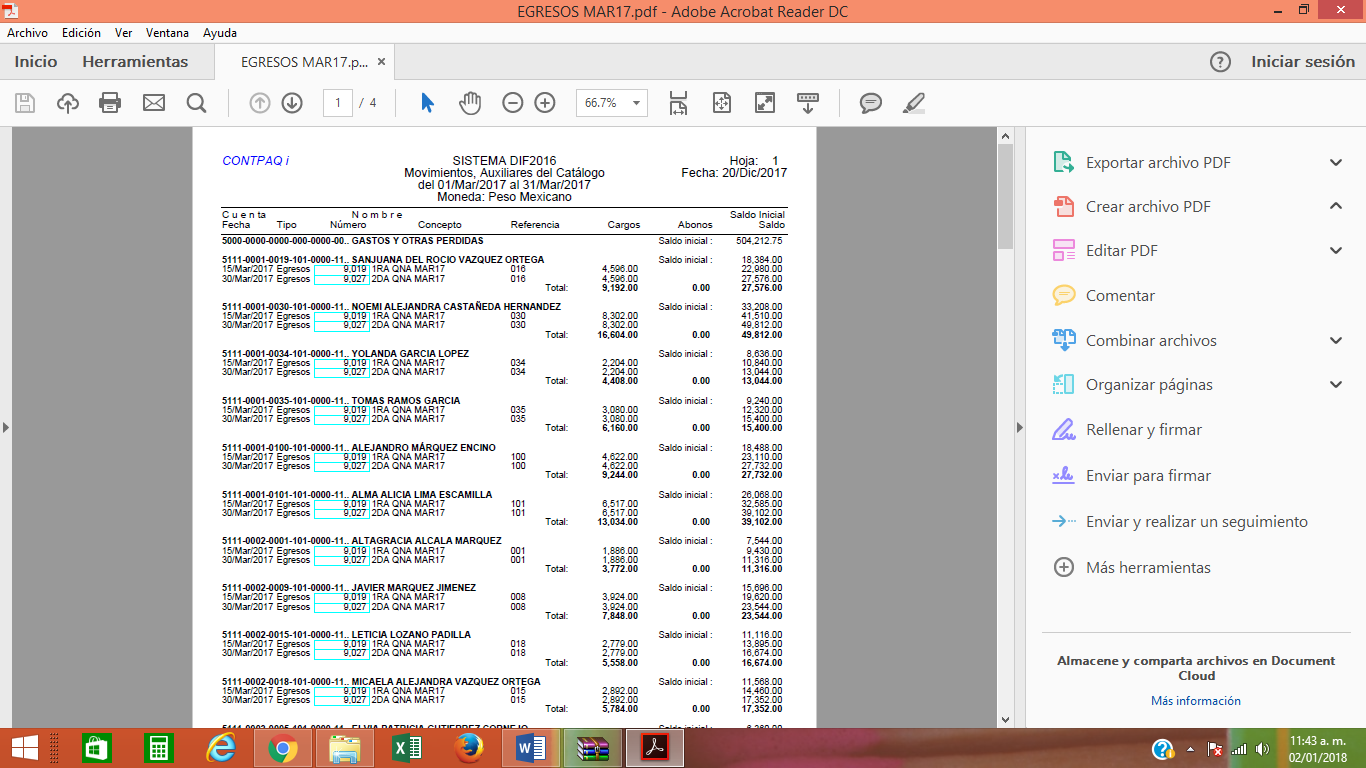 EGRESOS MAR17.pdf - Adobe Acrobat Reader DC
Archivo Edición Ver Ventana Ayuda
Inicio Herramientas EGRESOS MAR17.p... × Iniciar sesión
1 / 4 66.7%
CONTPAQ i SISTEMA DIF2016 Hoja: 1
Movimientos, Auxiliares del Catálogo Fecha: 20/Dic/2017
del 01/Mar/2017 al 31/Mar/2017
Moneda: Peso Mexicano
C u e n t a N o m b r e Saldo Inicial
Fecha Tipo Número Concepto Referencia Cargos Abonos Saldo
5000-0000-0000-000-0000-00.. GASTOS Y OTRAS PERDIDAS Saldo inicial : 504,212.75
5111-0001-0019-101-0000-11.. SANJUANA DEL ROCIO VAZQUEZ ORTEGA Saldo inicial : 18,384.00
15/Mar/2017 Egresos 9,019 1RA QNA MAR17 016 4,596.00 22,980.00
30/Mar/2017 Egresos 9,027 2DA QNA MAR17 016 4,596.00 27,576.00
Total: 9,192.00 0.00 27,576.00
5111-0001-0030-101-0000-11.. NOEMI ALEJANDRA CASTAÑEDA HERNANDEZ Saldo inicial : 33,208.00
15/Mar/2017 Egresos 9,019 1RA QNA MAR17 030 8,302.00 41,510.00
30/Mar/2017 Egresos 9,027 2DA QNA MAR17 030 8,302.00 49,812.00
Total: 16,604.00 0.00 49,812.00
5111-0001-0034-101-0000-11.. YOLANDA GARCIA LOPEZ Saldo inicial : 8,636.00
15/Mar/2017 Egresos 9,019 1RA QNA MAR17 034 2,204.00 10,840.00
30/Mar/2017 Egresos 9,027 2DA QNA MAR17 034 2,204.00 13,044.00
Total: 4,408.00 0.00 13,044.00
5111-0001-0035-101-0000-11.. TOMAS RAMOS GARCIA Saldo inicial : 9,240.00
15/Mar/2017 Egresos 9,019 1RA QNA MAR17 035 3,080.00 12,320.00
30/Mar/2017 Egresos 9,027 2DA QNA MAR17 035 3,080.00 15,400.00
Total: 6,160.00 0.00 15,400.00
5111-0001-0100-101-0000-11.. ALEJANDRO MÁRQUEZ ENCINO Saldo inicial : 18,488.00
15/Mar/2017 Egresos 9,019 1RA QNA MAR17 100 4,622.00 23,110.00
30/Mar/2017 Egresos 9,027 2DA QNA MAR17 100 4,622.00 27,732.00
Total: 9,244.00 0.00 27,732.00
5111-0001-0101-101-0000-11.. ALMA ALICIA LIMA ESCAMILLA Saldo inicial : 26,068.00
15/Mar/2017 Egresos 9,019 1RA QNA MAR17 101 6,517.00 32,585.00
30/Mar/2017 Egresos 9,027 2DA QNA MAR17 101 6,517.00 39,102.00
Total: 13,034.00 0.00 39,102.00
5111-0002-0001-101-0000-11.. ALTAGRACIA ALCALA MARQUEZ Saldo inicial : 7,544.00
15/Mar/2017 Egresos 9,019 1RA QNA MAR17 001 1,886.00 9,430.00
30/Mar/2017 Egresos 9,027 2DA QNA MAR17 001 1,886.00 11,316.00
Total: 3,772.00 0.00 11,316.00
5111-0002-0009-101-0000-11.. JAVIER MARQUEZ JIMENEZ Saldo inicial : 15,696.00
15/Mar/2017 Egresos 9,019 1RA QNA MAR17 008 3,924.00 19,620.00
30/Mar/2017 Egresos 9,027 2DA QNA MAR17 008 3,924.00 23,544.00
Total: 7,848.00 0.00 23,544.00
5111-0002-0015-101-0000-11.. LETICIA LOZANO PADILLA Saldo inicial : 11,116.00
15/Mar/2017 Egresos 9,019 1RA QNA MAR17 018 2,779.00 13,895.00
30/Mar/2017 Egresos 9,027 2DA QNA MAR17 018 2,779.00 16,674.00
Total: 5,558.00 0.00 16,674.00
5111-0002-0018-101-0000-11.. MICAELA ALEJANDRA VAZQUEZ ORTEGA Saldo inicial : 11,568.00
15/Mar/2017 Egresos 9,019 1RA QNA MAR17 015 2,892.00 14,460.00
30/Mar/2017 Egresos 9,027 2DA QNA MAR17 015 2,892.00 17,352.00
Total: 5,784.00 0.00 17,352.00
Exportar archivo PDF
Crear archivo PDF
Editar PDF
Comentar
Combinar archivos
Organizar páginas
Rellenar y firmar
Enviar para firmar
Enviar y realizar un seguimiento
Más herramientas
Almacene y comparta archivos en Document
Cloud
Más información
11:43 a. m.
02/01/2018